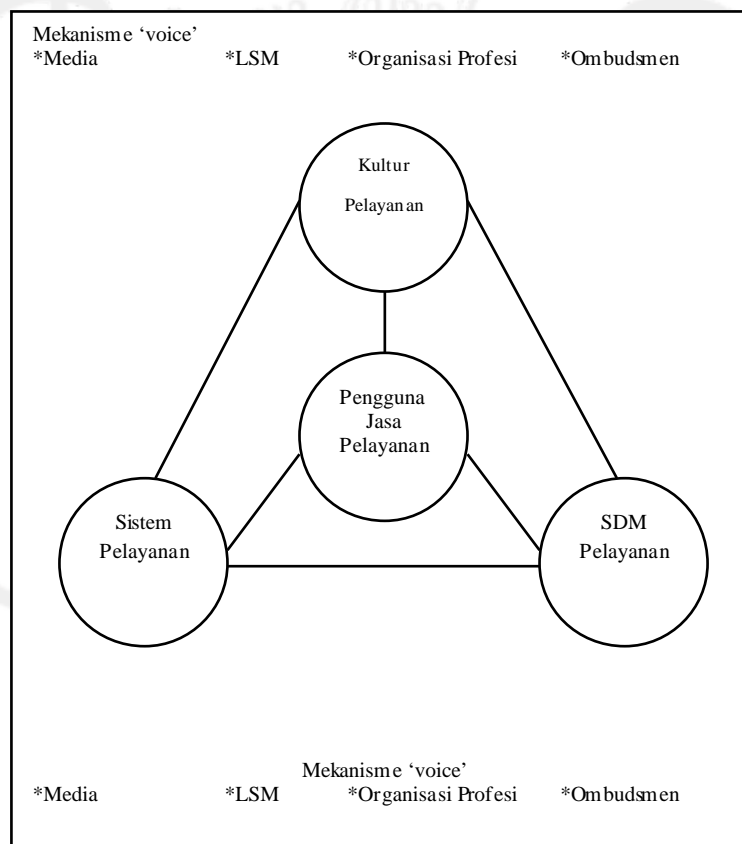 Mekanisme ‘voice’
*Media *LSM *Organisasi Profesi *Ombudsmen
Kultur
Pelayanan
Pengguna
Jasa
Pelayanan
Sistem
Pelayanan
SDM
Pelayanan
Mekanisme ‘voice’
*Media *LSM *Organisasi Profesi *Ombudsmen